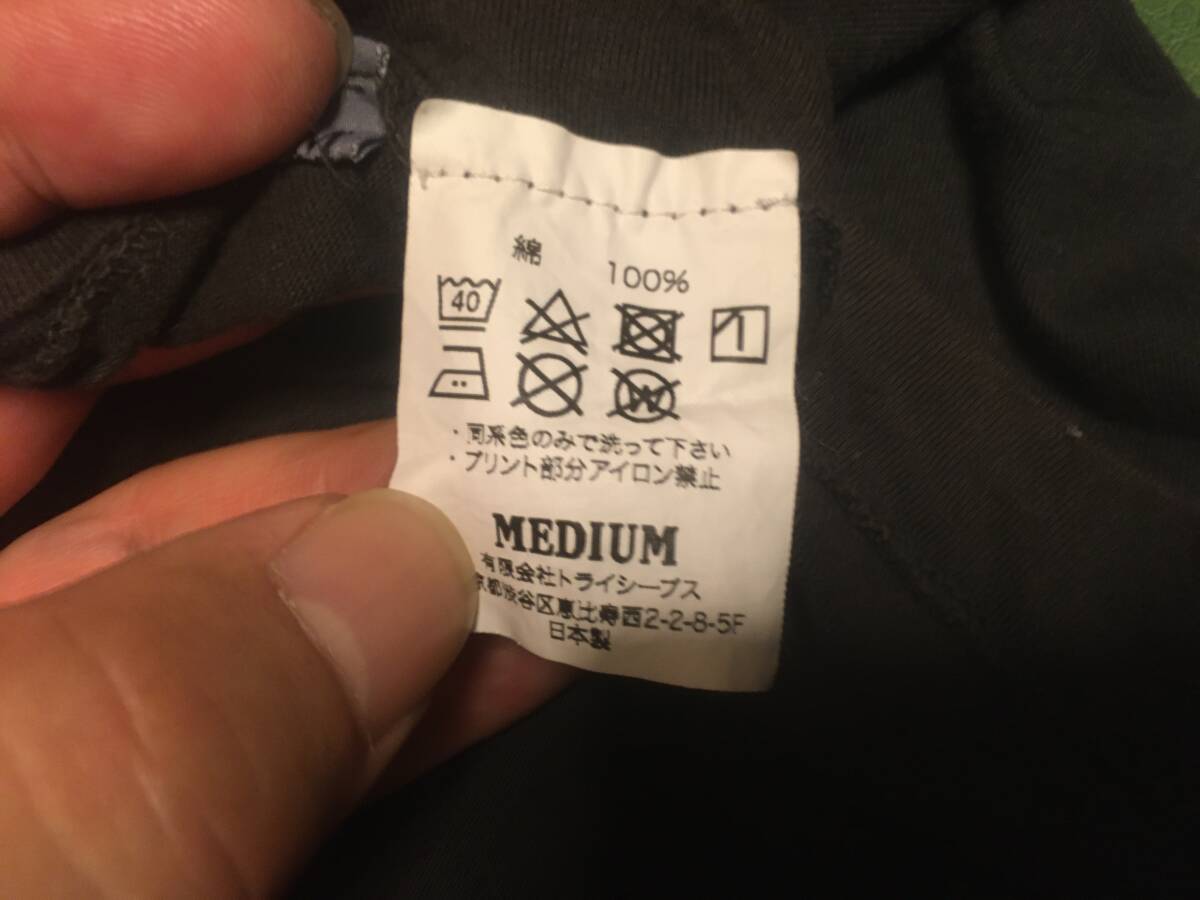 綿 100%
40
W
・同系色のみで洗って下さい
・プリント部分アイロン禁止
MEDIUM
有限会社トライシープス
京都渋谷区恵比寿西2-2-8-5F
日本製